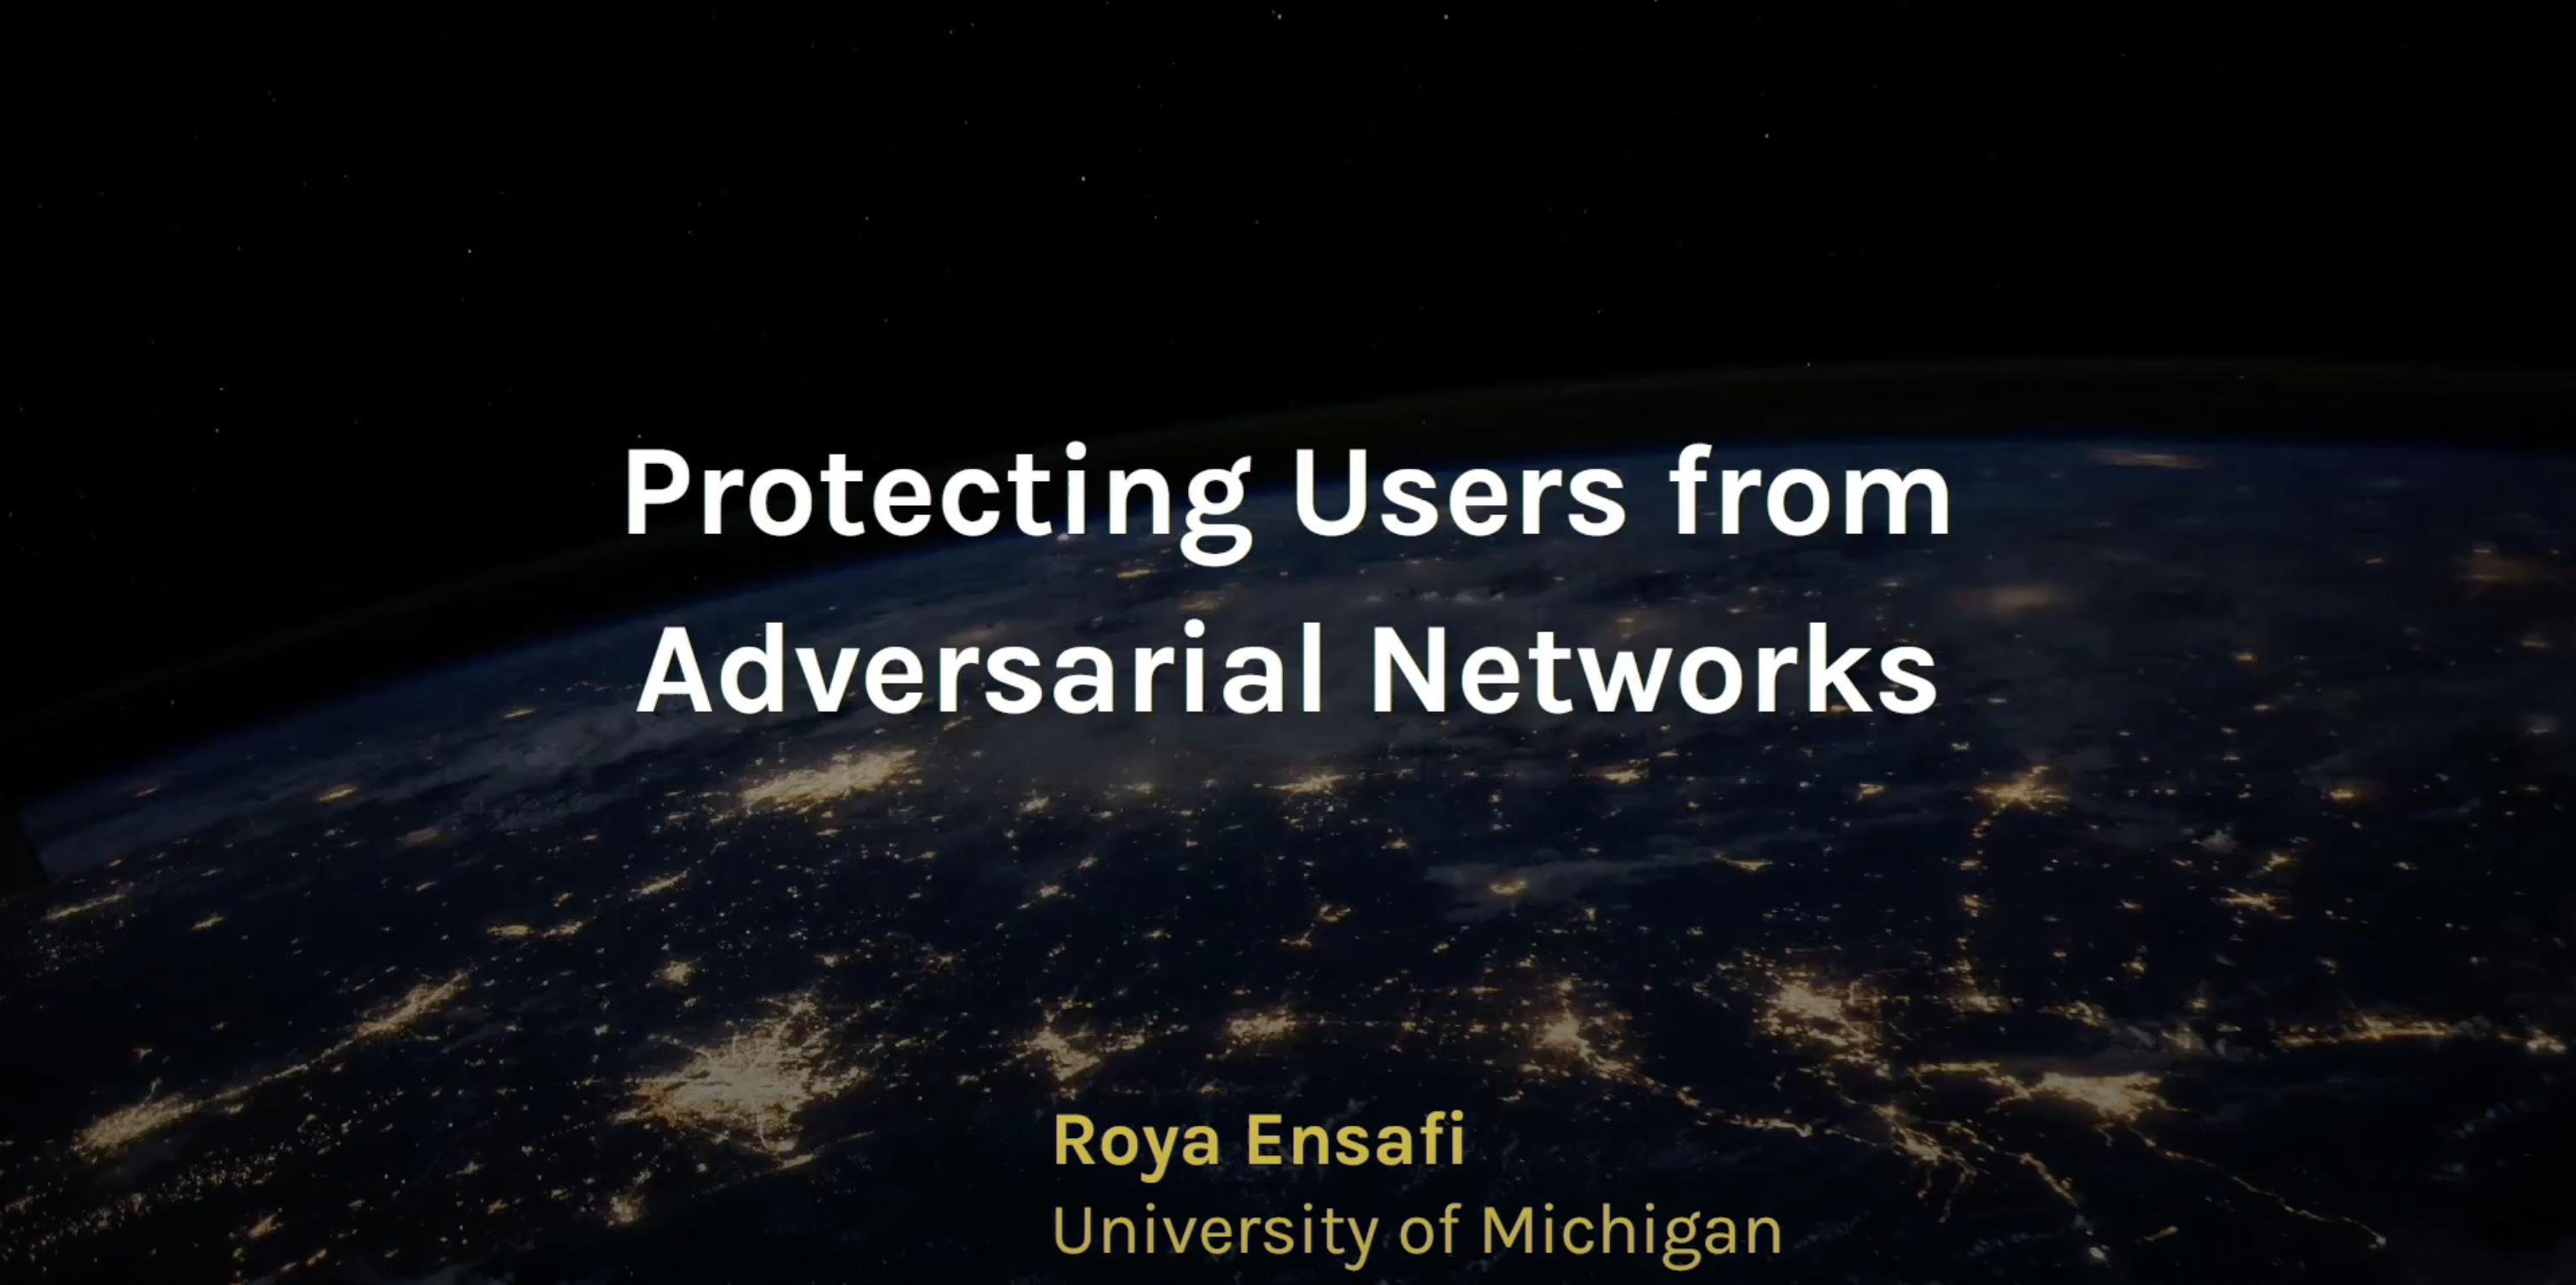 Protecting Users from
Adversarial Networks
Roya Ensafi
University of Michigan